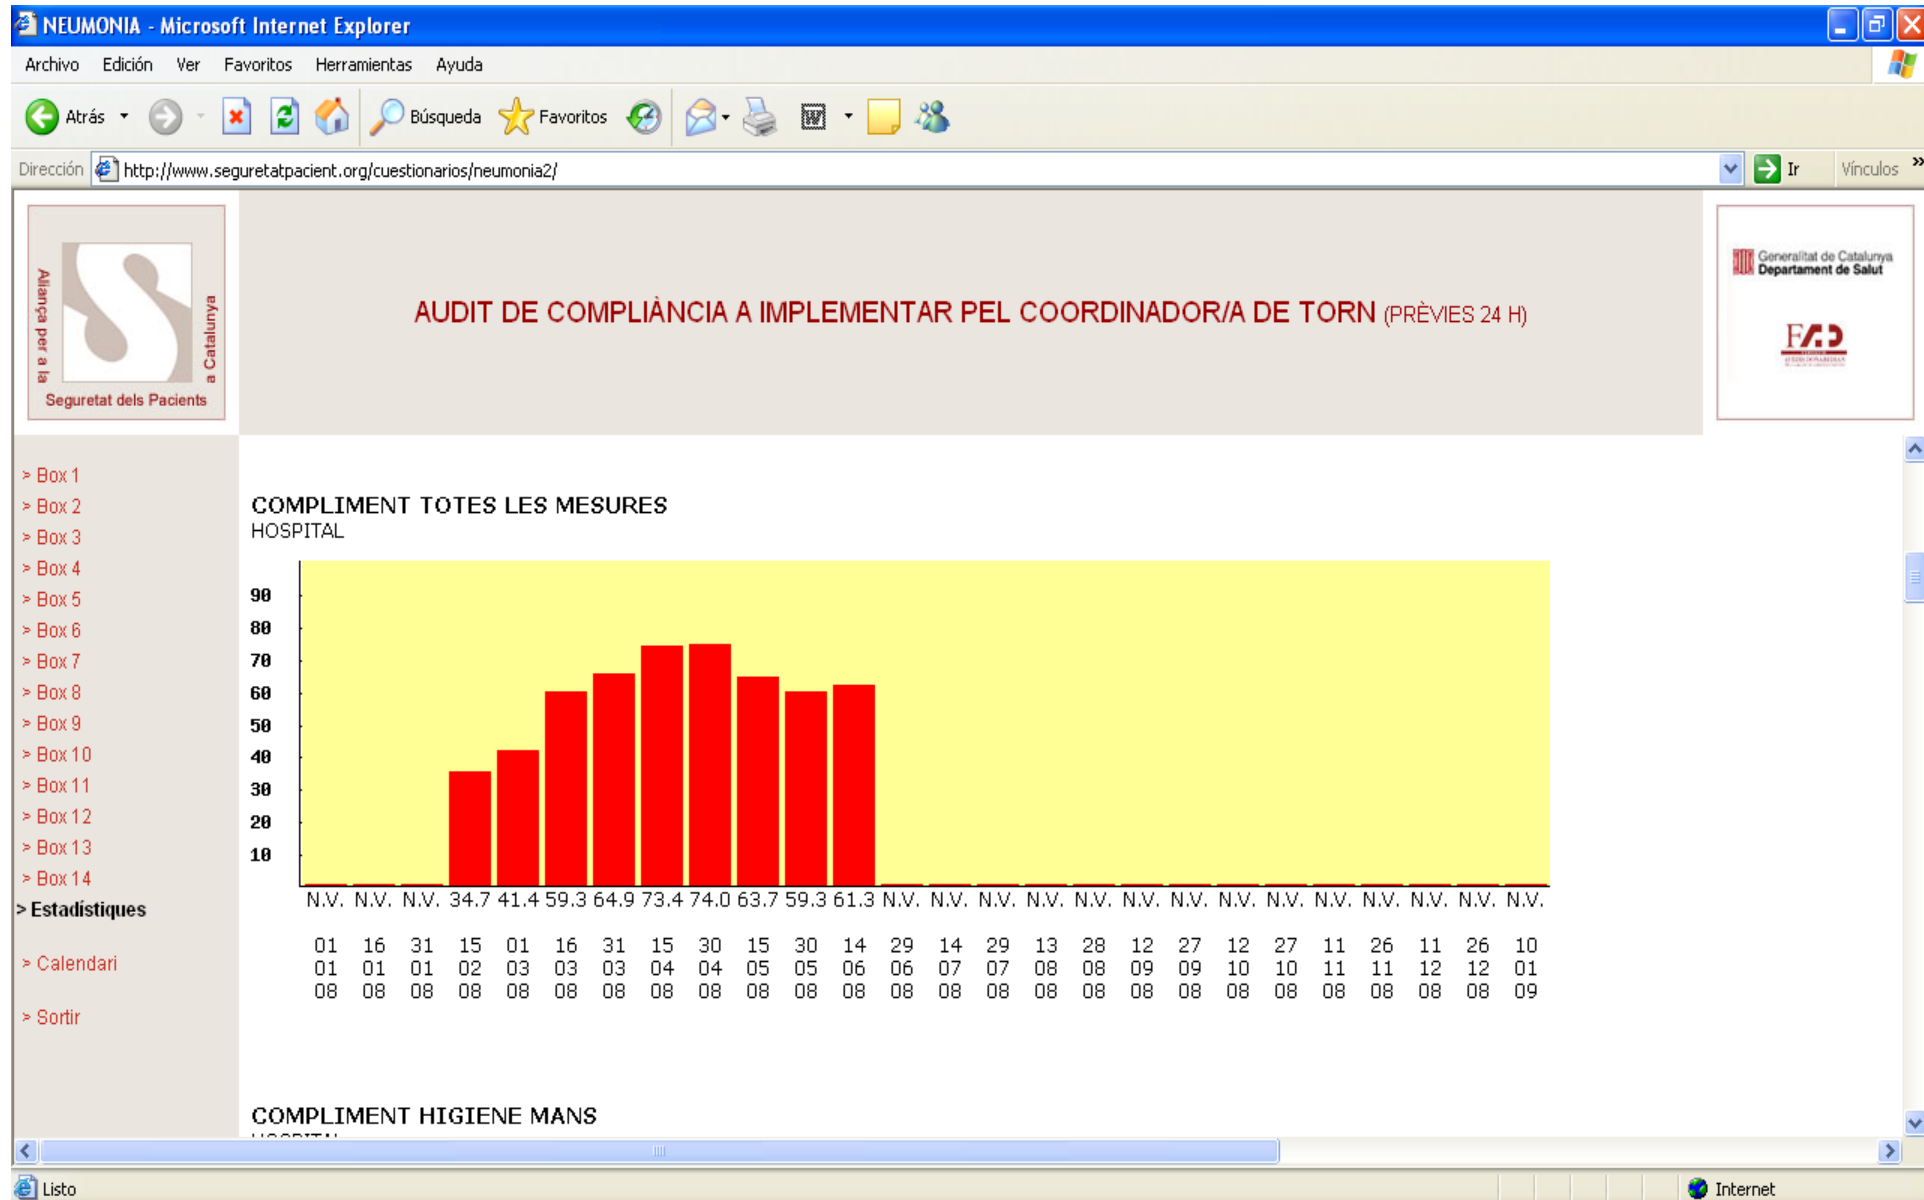 NEUMONIA - Microsoft Internet Explorer
Archivo Edición Ver Favoritos Herramientas Ayuda
Atrás Búsqueda Favoritos
Dirección http://www.seguretatpacient.org/cuestionarios/neumonia2/ Ir Vínculos »
Aliança per a la
Seguretat dels Pacients
a Catalunya
AUDIT DE COMPLIÀNCIA A IMPLEMENTAR PEL COORDINADOR/A DE TORN (PRÈVIES 24 H)
Generalitat de Catalunya
Departament de Salut
FAD
> Box 1
> Box 2
> Box 3
> Box 4
> Box 5
> Box 6
> Box 7
> Box 8
> Box 9
> Box 10
> Box 11
> Box 12
> Box 13
> Box 14
> Estadístiques
> Calendari
> Sortir
COMPLIMENT TOTES LES MESURES
HOSPITAL
90
80
70
60
50
40
30
20
10
N.V. N.V. N.V. 34.7 41.4 59.3 64.9 73.4 74.0 63.7 59.3 61.3 N.V. N.V. N.V. N.V. N.V. N.V. N.V. N.V. N.V. N.V. N.V. N.V. N.V. N.V.
01 16 31 15 01 16 31 15 30 15 30 14 29 14 29 13 28 12 27 12 27 11 26 11 26 10
01 01 01 02 03 03 03 04 04 05 05 06 06 07 07 08 08 09 09 10 10 11 11 12 12 01
08 08 08 08 08 08 08 08 08 08 08 08 08 08 08 08 08 08 08 08 08 08 08 08 08 09
COMPLIMENT HIGIENE MANS
HOSPITAL
Listo Internet